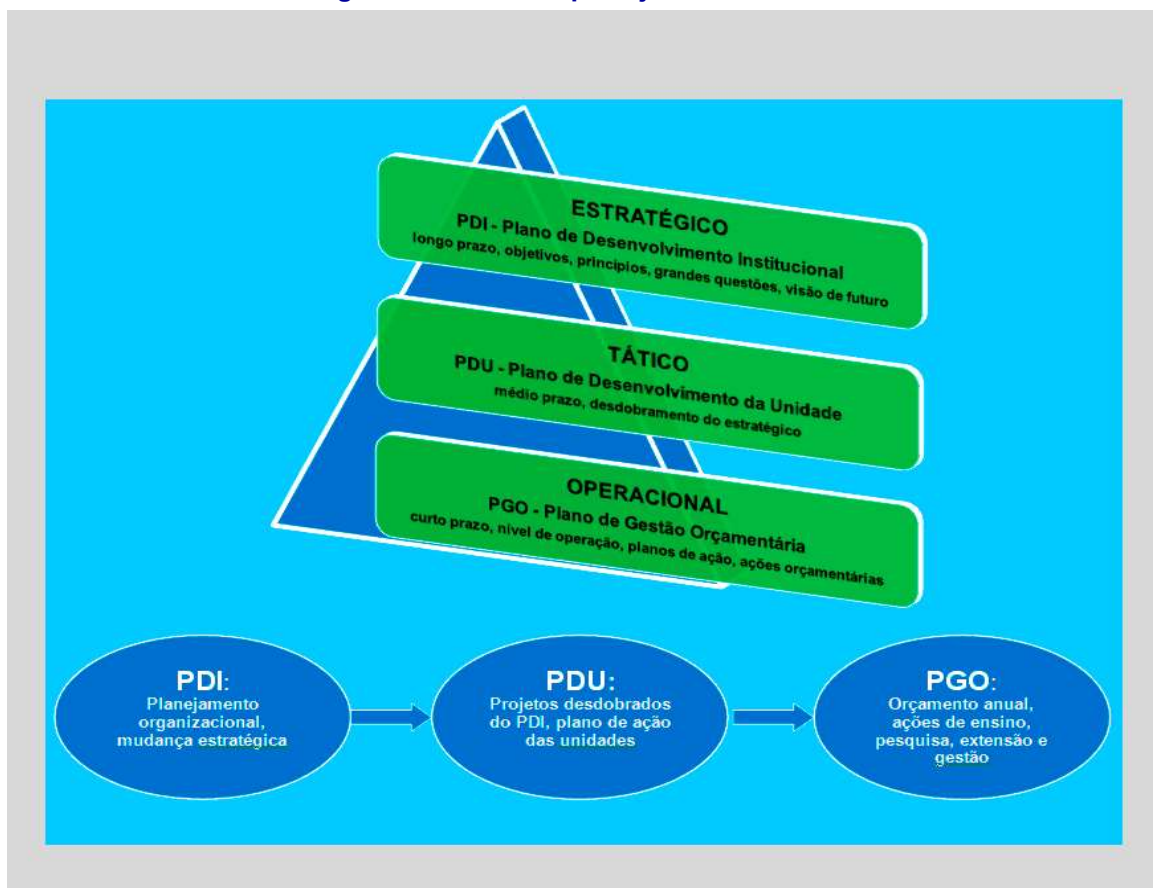 ESTRATÉGICO
PDI - Plano de Desenvolvimento Institucional
longo prazo, objetivos, princípios, grandes questões, visão de futuro
TÁTICO
PDU - Plano de Desenvolvimento da Unidade
médio prazo, desdobramento do estratégico
OPERACIONAL
PGO - Plano de Gestão Orçamentária
curto prazo, nível de operação, planos de ação, ações orçamentárias
PDI:
Planejamento
organizacional,
mudança estratégica
PDU:
Projetos desdobrados
do PDI, plano de ação
das unidades
PGO:
Orçamento anual,
ações de ensino,
pesquisa, extensão e
gestão